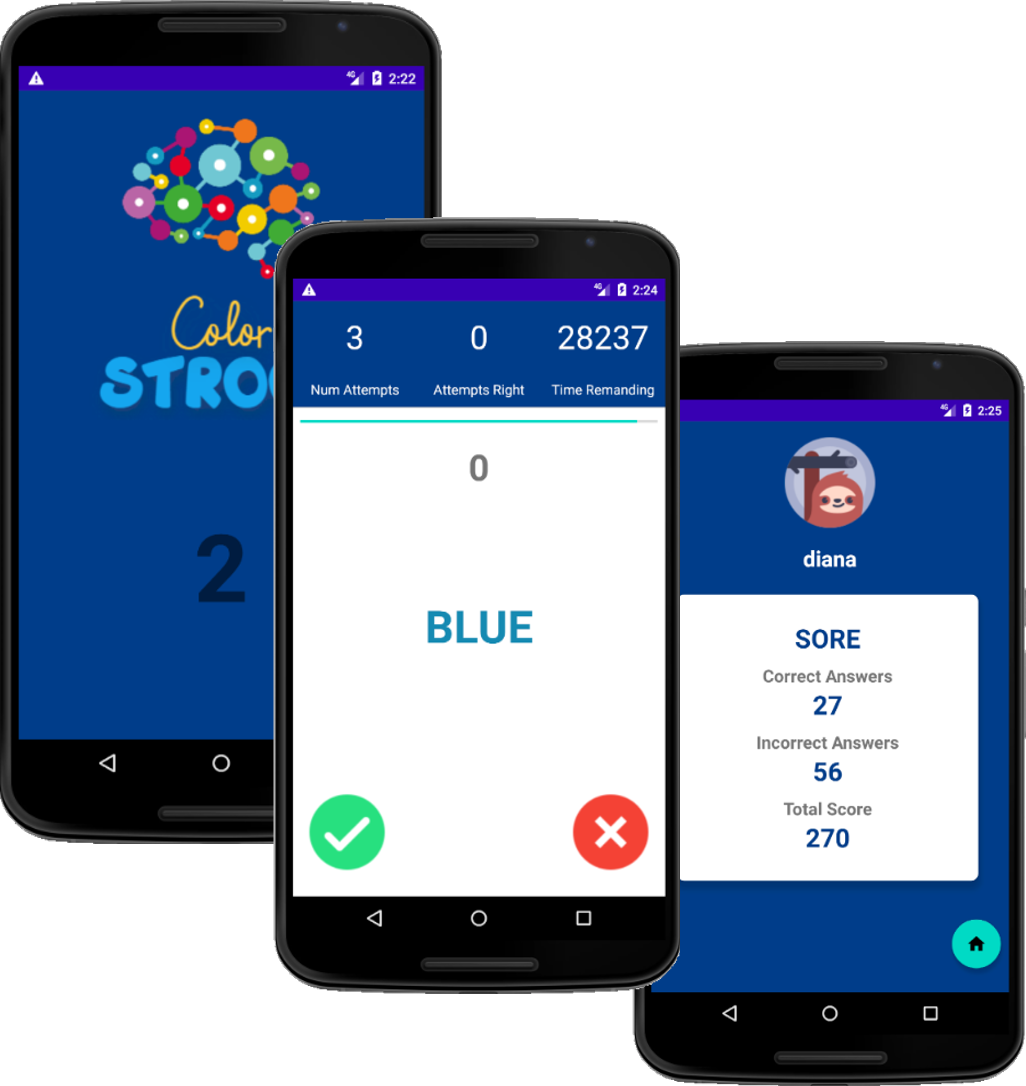 4G 2:22
Color
STROO
2
4G 2:24
3 0 28237
Num Attempts Attempts Right Time Remanding
0
BLUE
4G 2:25
diana
SORE
Correct Answers
27
Incorrect Answers
56
Total Score
270